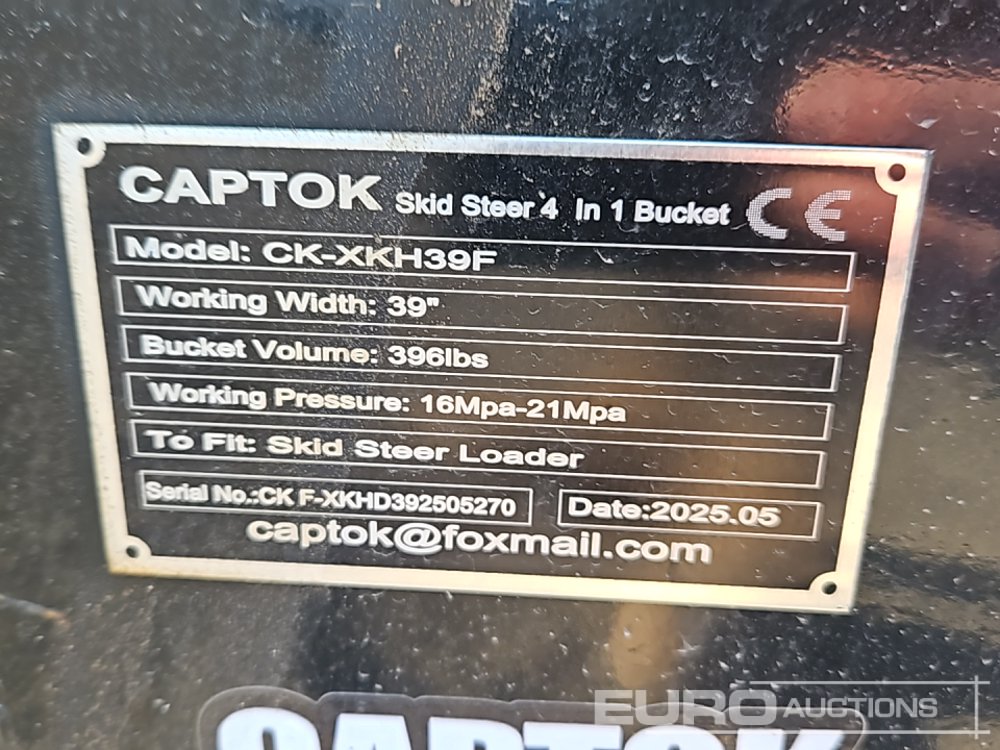 CAPTOK Skid Steer 4 In 1 Bucket CE
Model: CK-XKH39F
Working Width: 39"
Bucket Volume: 396lbs
Working Pressure: 16Mpa-21Mpa
To Fit: Skid Steer Loader
Serial No.:CK F-XKHD392505270 Date:2025.05
captok@foxmail.com
CAPTOK
EURO AUCTIONS